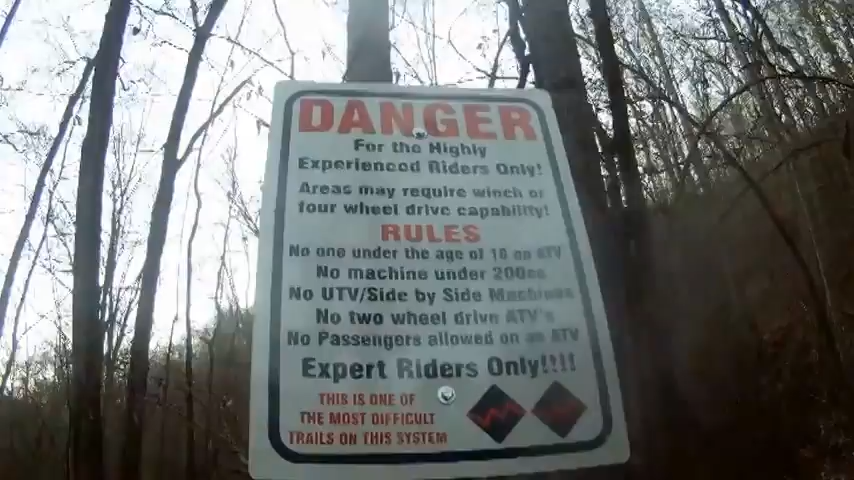 DANGER
For the Highly
Experienced Riders Only!
Areas may require winch or
four wheel drive capability!
RULES
No one under the age of 16 on ATV
No machine under 200cc
No UTV/Side by Side Machines
No two wheel drive ATV's
No Passengers allowed on an ATV
Expert Riders Only!!!!
THIS IS ONE OF
THE MOST DIFFICULT
TRAILS ON THIS SYSTEM